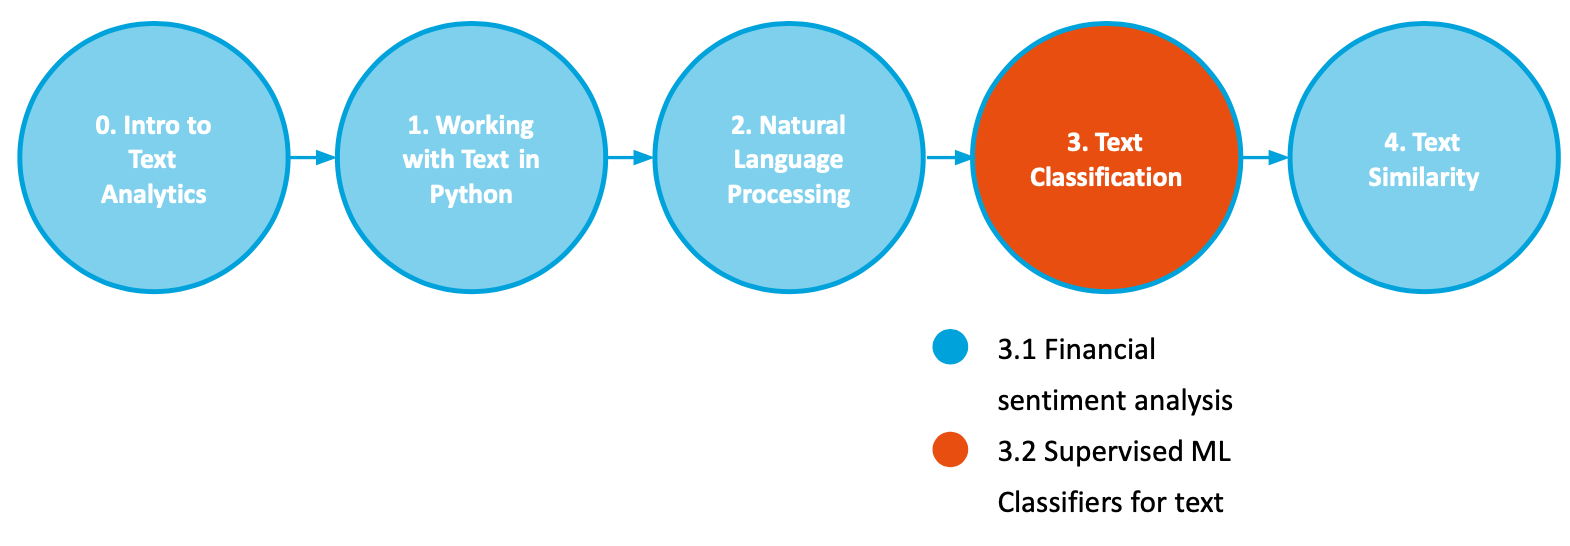 0. Intro to
Text
Analytics
1. Working
with Text in
Python
2. Natural
Language
Processing
3. Text
Classification
4. Text
Similarity
3.1 Financial
sentiment analysis
3.2 Supervised ML
Classifiers for text